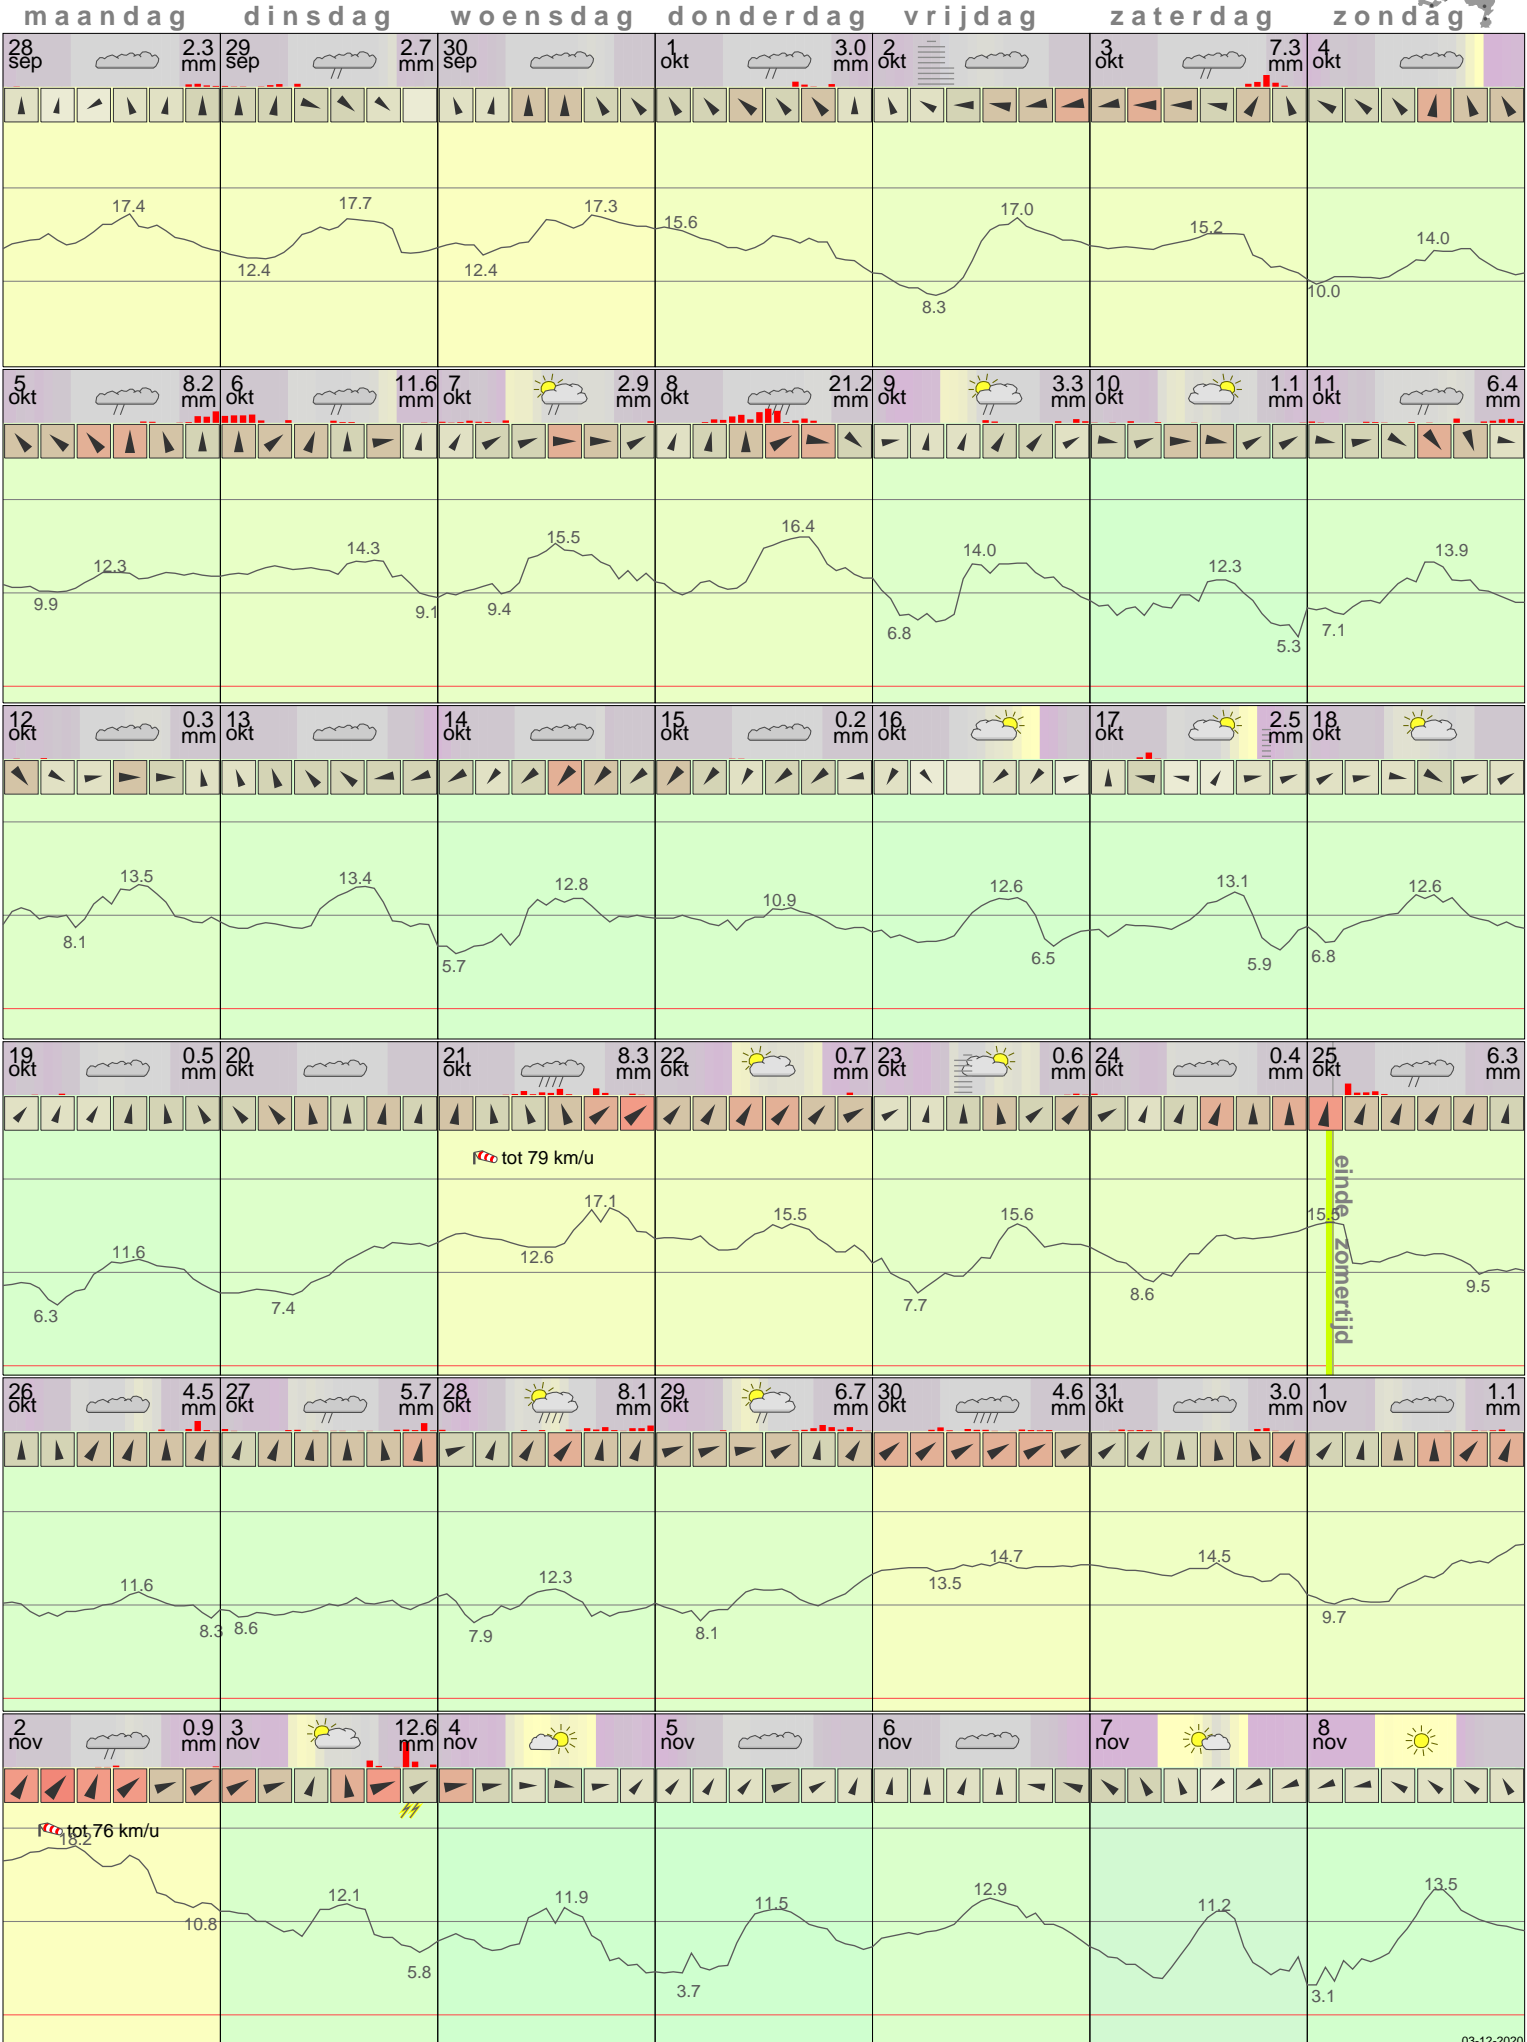 maandag dinsdag woensdag donderdag vrijdag zaterdag zondag
28 sep 2.3 mm 29 sep 2.7 mm 30 sep 1 okt 3.0 mm 2 okt 3 okt 7.3 mm 4 okt
17.4 12.4 17.7 12.4 17.3 15.6 8.3 17.0 15.2 10.0 14.0
5 okt 8.2 mm 6 okt 11.6 mm 7 okt 2.9 mm 8 okt 21.2 mm 9 okt 3.3 mm 10 okt 1.1 mm 11 okt 6.4 mm
9.9 12.3 14.3 9.1 9.4 15.5 16.4 6.8 14.0 12.3 5.3 7.1 13.9
12 okt 0.3 mm 13 okt 14 okt 15 okt 0.2 mm 16 okt 17 okt 2.5 mm 18 okt
8.1 13.5 13.4 5.7 12.8 10.9 12.6 6.5 13.1 5.9 6.8 12.6
19 okt 0.5 mm 20 okt 21 okt 8.3 mm 22 okt 0.7 mm 23 okt 0.6 mm 24 okt 0.4 mm 25 okt 6.3 mm
tot 79 km/u
einde zomertijd
6.3 11.6 7.4 12.6 17.1 15.5 7.7 15.6 8.6 15.5 9.5
26 okt 4.5 mm 27 okt 5.7 mm 28 okt 8.1 mm 29 okt 6.7 mm 30 okt 4.6 mm 31 okt 3.0 mm 1 nov 1.1 mm
11.6 8.3 8.6 7.9 12.3 8.1 13.5 14.7 14.5 9.7
2 nov 0.9 mm 3 nov 12.6 mm 4 nov 5 nov 6 nov 7 nov 8 nov
tot 76 km/u
18.2 10.8 12.1 5.8 11.9 3.7 11.5 12.9 11.2 3.1 13.5
03-12-2020